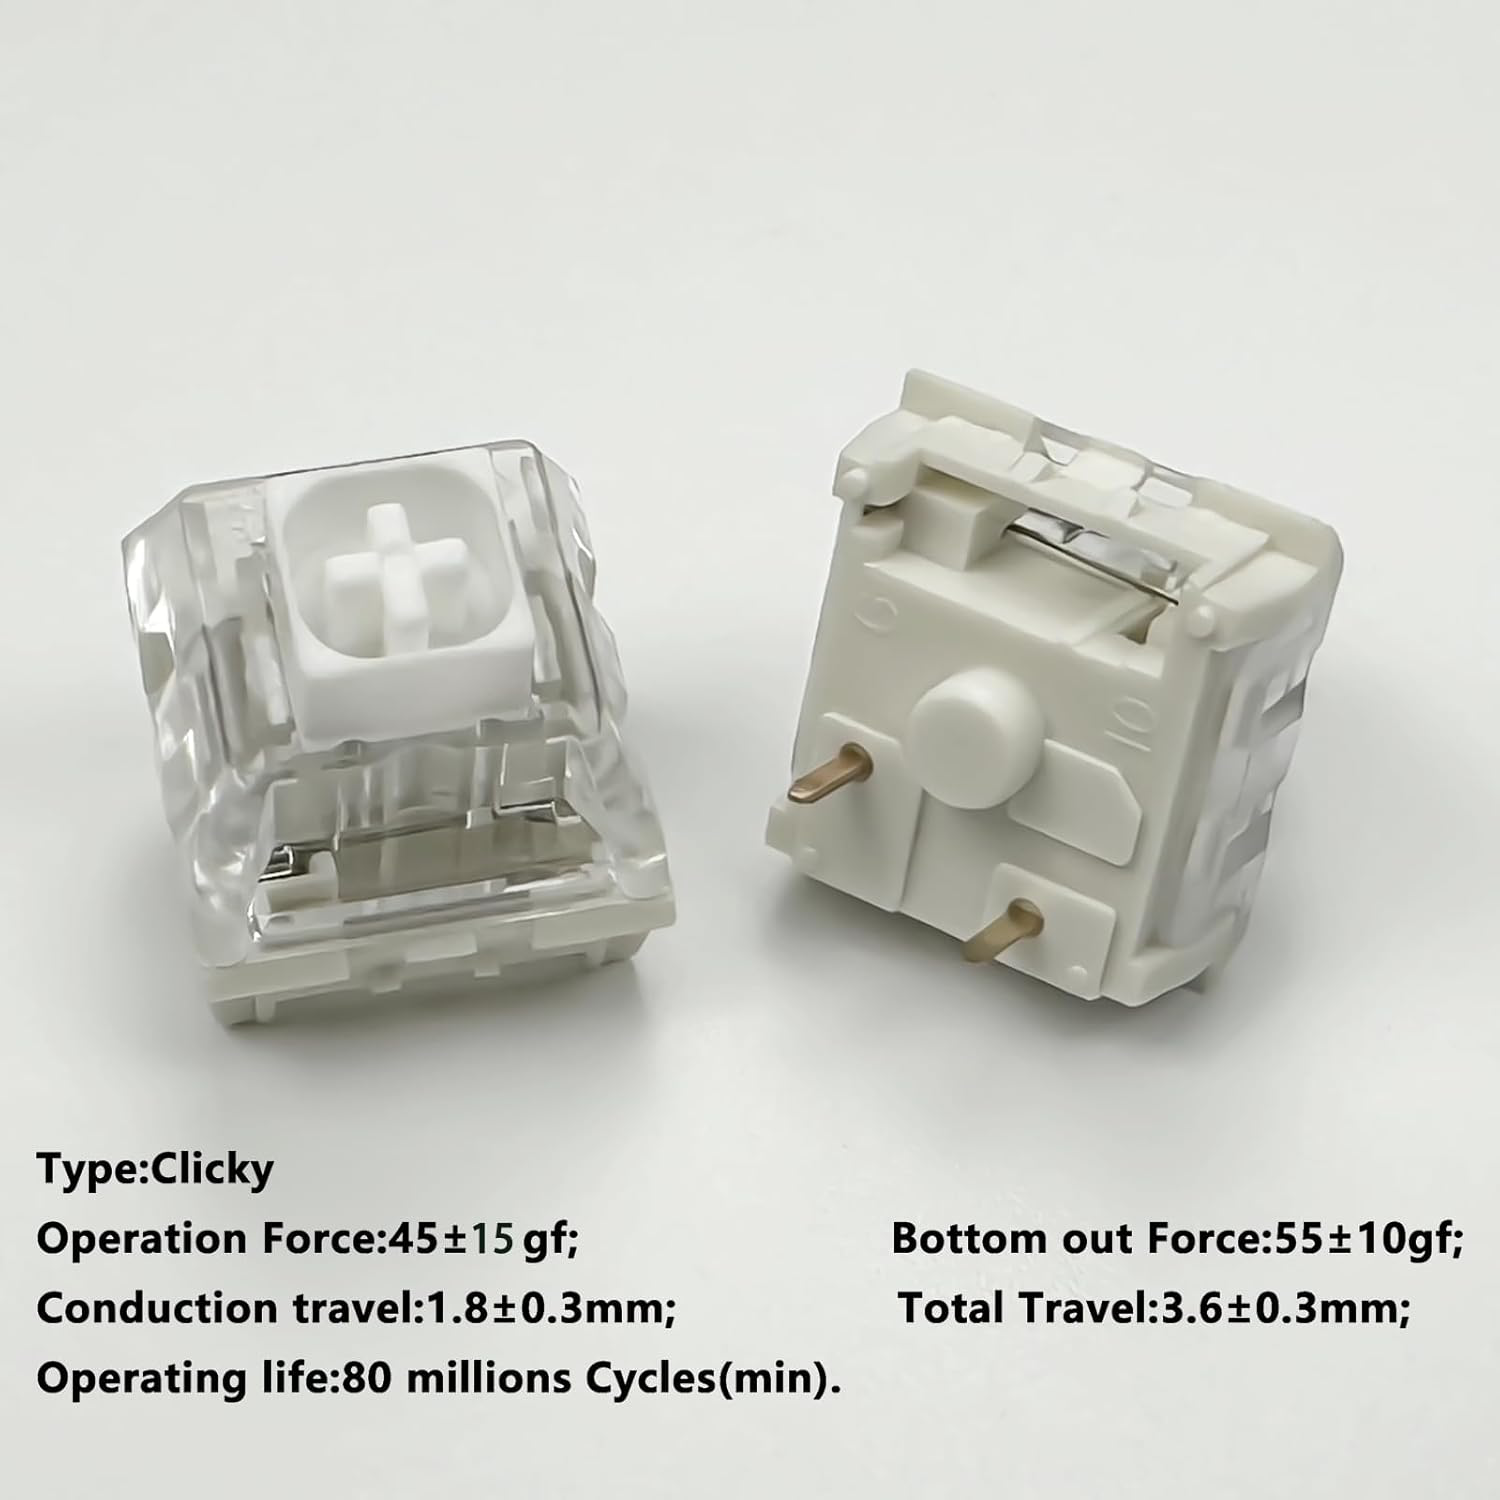 Type:Clicky
Operation Force:45±15 gf; Bottom out Force:55±10gf;
Conduction travel:1.8±0.3mm; Total Travel:3.6±0.3mm;
Operating life:80 millions Cycles(min).